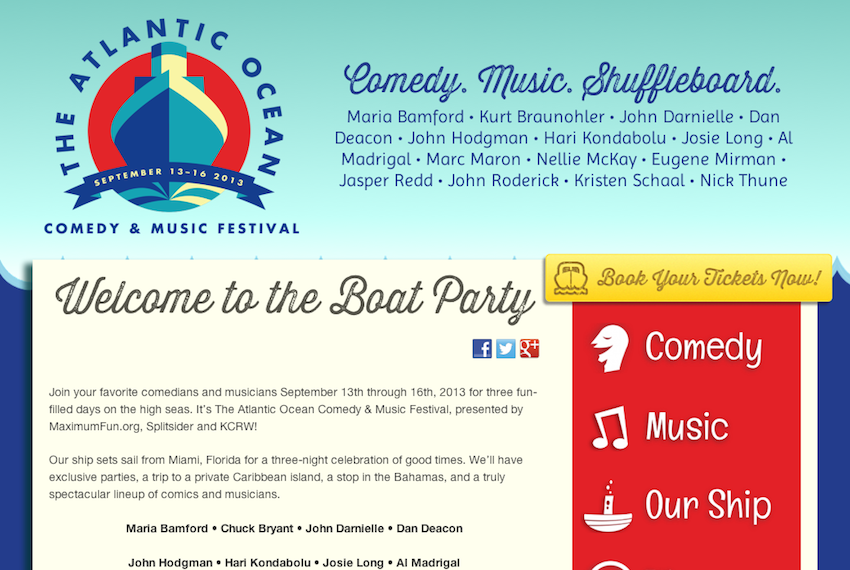 THE ATLANTIC OCEAN
SEPTEMBER 13–16 2013
COMEDY & MUSIC FESTIVAL
Comedy. Music. Shuffleboard.
Maria Bamford • Kurt Braunohler • John Darnielle • Dan
Deacon • John Hodgman • Hari Kondabolu • Josie Long • Al
Madrigal • Marc Maron • Nellie McKay • Eugene Mirman •
Jasper Redd • John Roderick • Kristen Schaal • Nick Thune
Welcome to the Boat Party
Book Your Tickets Now!
f
g+
Join your favorite comedians and musicians September 13th through 16th, 2013 for three fun-
filled days on the high seas. It's The Atlantic Ocean Comedy & Music Festival, presented by
MaximumFun.org, Splitsider and KCRW!
Our ship sets sail from Miami, Florida for a three-night celebration of good times. We'll have
exclusive parties, a trip to a private Caribbean island, a stop in the Bahamas, and a truly
spectacular lineup of comics and musicians.
Maria Bamford • Chuck Bryant • John Darnielle • Dan Deacon
John Hodgman • Hari Kondabolu • Josie Long • Al Madrigal
Comedy
Music
Our Ship